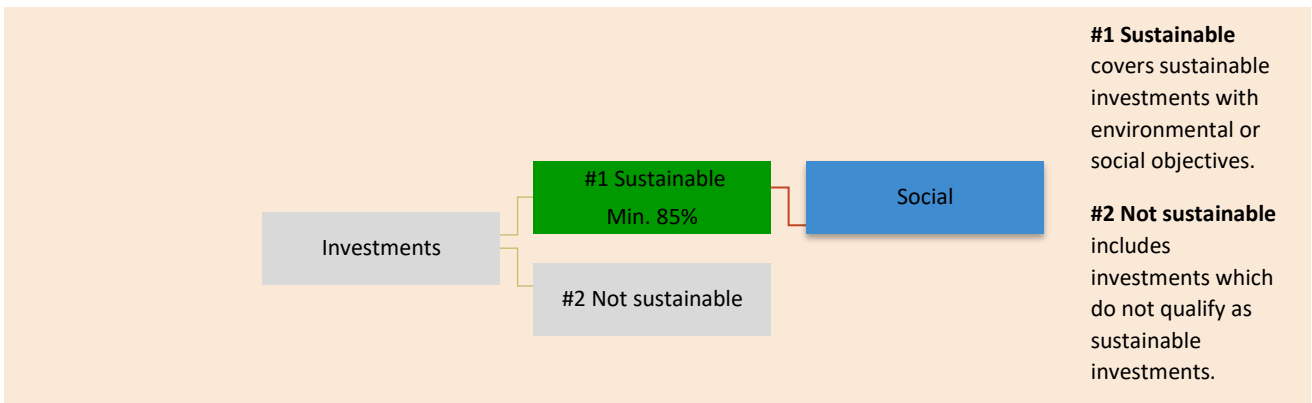 Investments
#1 Sustainable
Min. 85%
#2 Not sustainable
Social
#1 Sustainable
covers sustainable
investments with
environmental or
social objectives.
#2 Not sustainable
includes
investments which
do not qualify as
sustainable
investments.